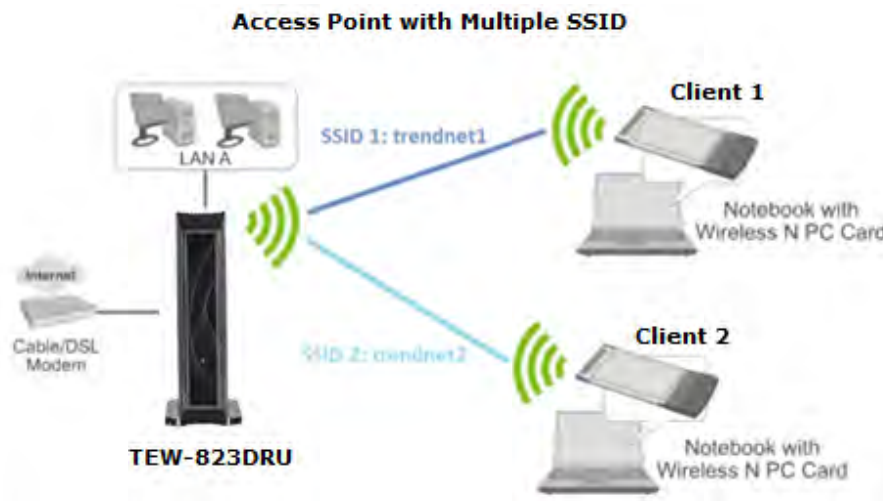 Access Point with Multiple SSID
LAN A
SSID 1: trendnet1
Client 1
Notebook with
Wireless N PC Card
Internet
Cable/DSL
Modem
SSID 2: trendnet2
Client 2
Notebook with
Wireless N PC Card
TEW-823DRU